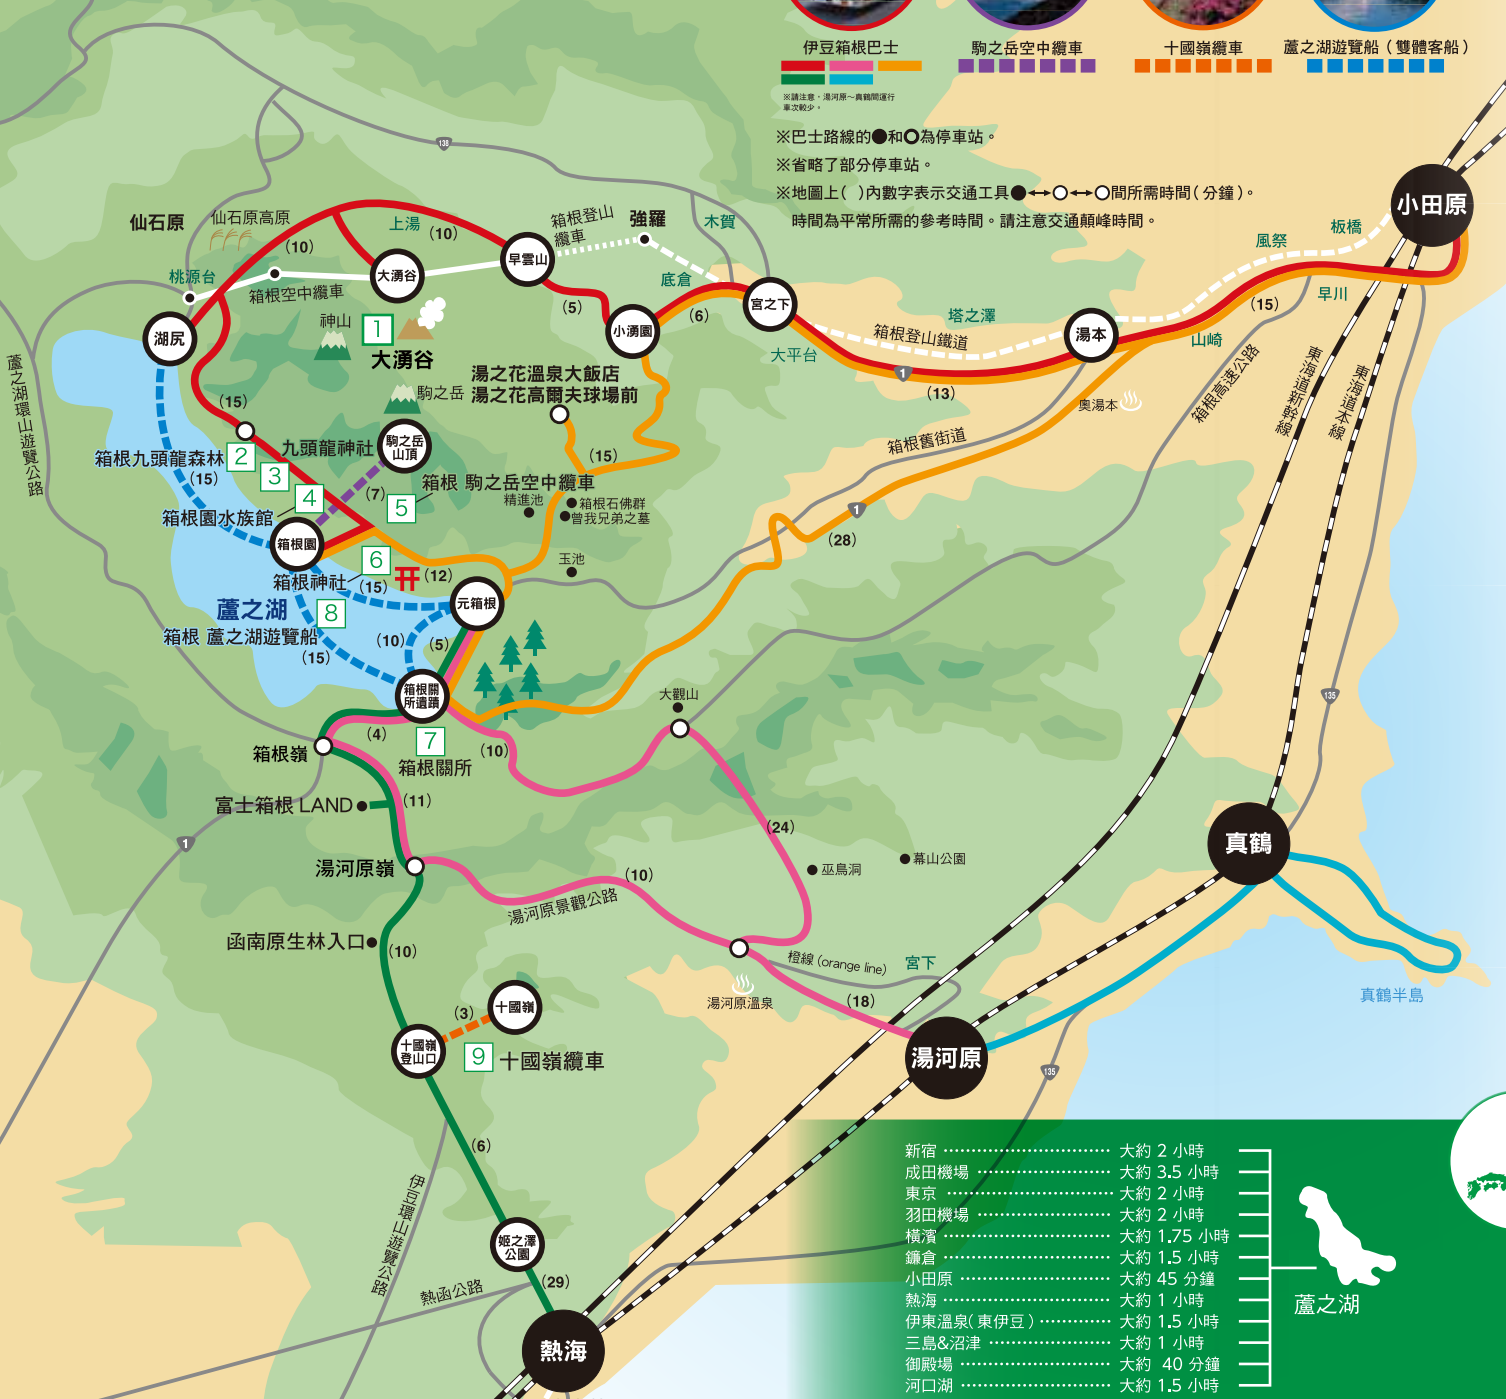 伊豆箱根巴士
駒之岳空中纜車
十國嶺纜車
蘆之湖遊覽船（雙體客船）
※請注意，湯河原～真鶴間運行
車次較少。
※巴士路線的●和○為停車站。
※省略了部分停車站。
※地圖上( )內數字表示交通工具●↔○↔○間所需時間(分鐘)。
時間為平常所需的參考時間。請注意交通顛峰時間。
138
小田原
板橋
風祭
早川
(15)
山崎
塔之澤
湯本
箱根登山鐵道
大平台
1
(13)
宮之下
木賀
強羅
箱根登山
纜車
底倉
(6)
小湧園
(5)
早雲山
上湯
(10)
仙石原
仙石原高原
(10)
桃源台
箱根空中纜車
大湧谷
湖尻
神山
1
大湧谷
駒之岳
湯之花溫泉大飯店
湯之花高爾夫球場前
蘆之湖環山遊覽公路
(15)
箱根九頭龍森林
2
九頭龍神社
駒之岳
山頂
(15)
3
4
(7)
5
箱根 駒之岳空中纜車
(15)
精進池
箱根石佛群
曾我兄弟之墓
箱根園水族館
箱根園
6
箱根神社
(15)
(12)
玉池
元箱根
蘆之湖
8
箱根 蘆之湖遊覽船
(15)
(10)
(5)
箱根關
所遺蹟
7
箱根關所
(4)
箱根嶺
(10)
大觀山
箱根舊街道
奧湯本
箱根高速公路
東海道新幹線
東海道本線
1
(28)
135
富士箱根 LAND
(11)
1
湯河原嶺
(10)
湯河原景觀公路
(24)
巫鳥洞
幕山公園
真鶴
真鶴半島
函南原生林入口
(10)
橙線 (orange line)
宮下
湯河原溫泉
(18)
湯河原
135
十國嶺
(3)
十國嶺
登山口
9
十國嶺纜車
(6)
伊豆環山遊覽公路
姬之澤
公園
(29)
熱函公路
熱海
新宿 大約 2 小時
成田機場 大約 3.5 小時
東京 大約 2 小時
羽田機場 大約 2 小時
橫濱 大約 1.75 小時
鐮倉 大約 1.5 小時
小田原 大約 45 分鐘
熱海 大約 1 小時
伊東溫泉(東伊豆) 大約 1.5 小時
三島&沼津 大約 1 小時
御殿場 大約 40 分鐘
河口湖 大約 1.5 小時
蘆之湖